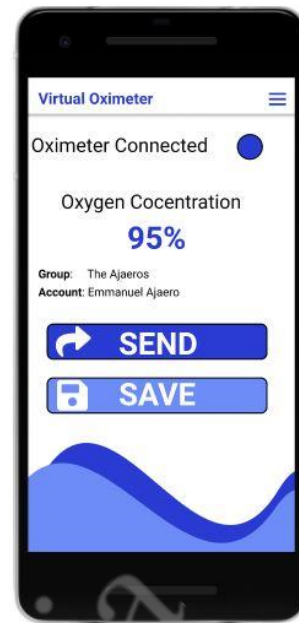 Virtual Oximeter
Oximeter Connected
Oxygen Cocentration
95%
Group: The Ajaeros
Account: Emmanuel Ajaero
SEND
SAVE